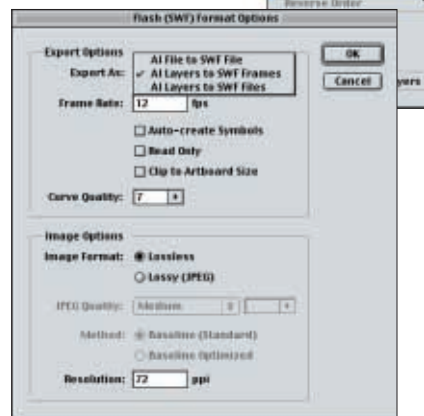 Reverse Order
Flash (SWF) Format Options
Export Options
AI File to SWF File
Export As: ✓ AI Layers to SWF Frames
AI Layers to SWF Files
OK
Cancel
yers
Frame Rate: 12 fps
Auto-create Symbols
Read Only
Clip to Artboard Size
Curve Quality: 7
Image Options
Image Format: Lossless
Lossy (JPEG)
JPEG Quality: Medium
Method: Baseline (Standard)
Baseline Optimized
Resolution: 72 ppi